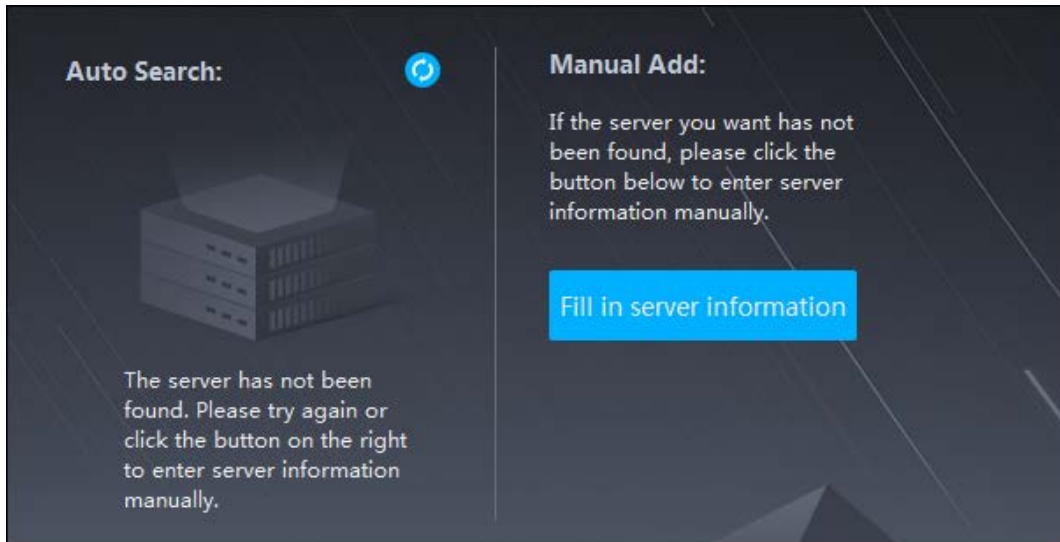 Auto Search:
The server has not been
found. Please try again or
click the button on the right
to enter server information
manually.
Manual Add:
If the server you want has not
been found, please click the
button below to enter server
information manually.
Fill in server information